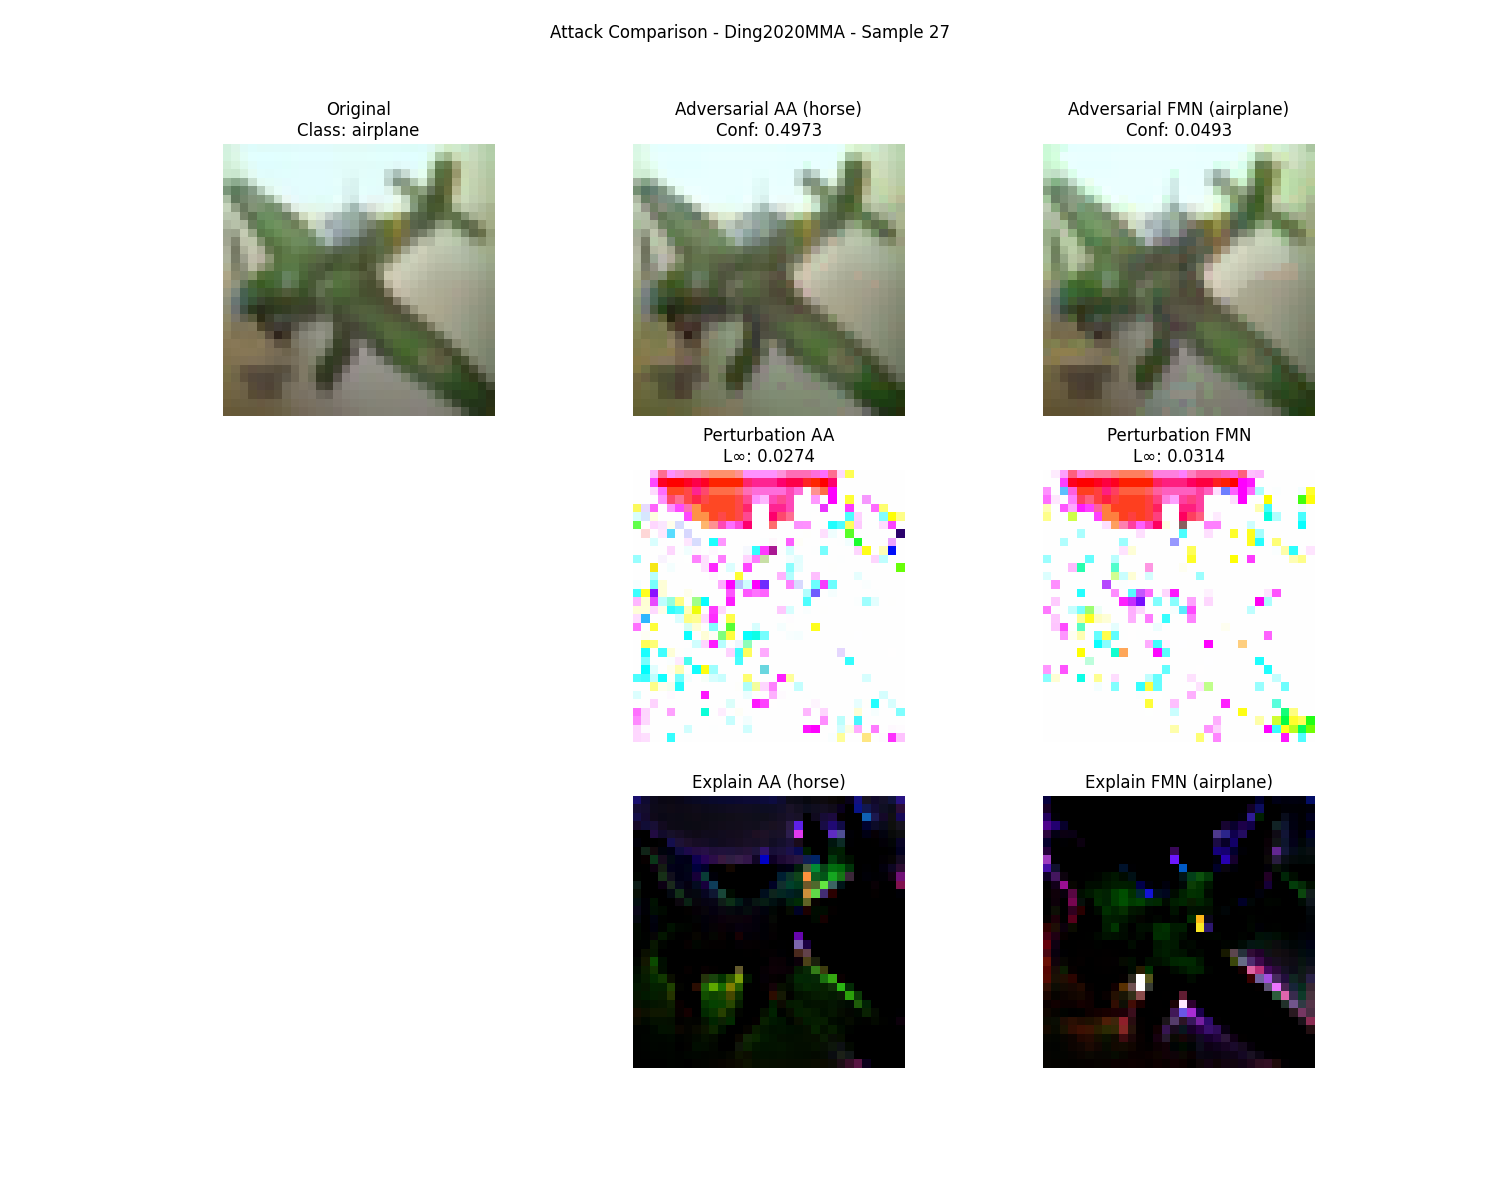 Attack Comparison - Ding2020MMA - Sample 27
Original
Class: airplane
Adversarial AA (horse)
Conf: 0.4973
Adversarial FMN (airplane)
Conf: 0.0493
Perturbation AA
L∞: 0.0274
Perturbation FMN
L∞: 0.0314
Explain AA (horse)
Explain FMN (airplane)